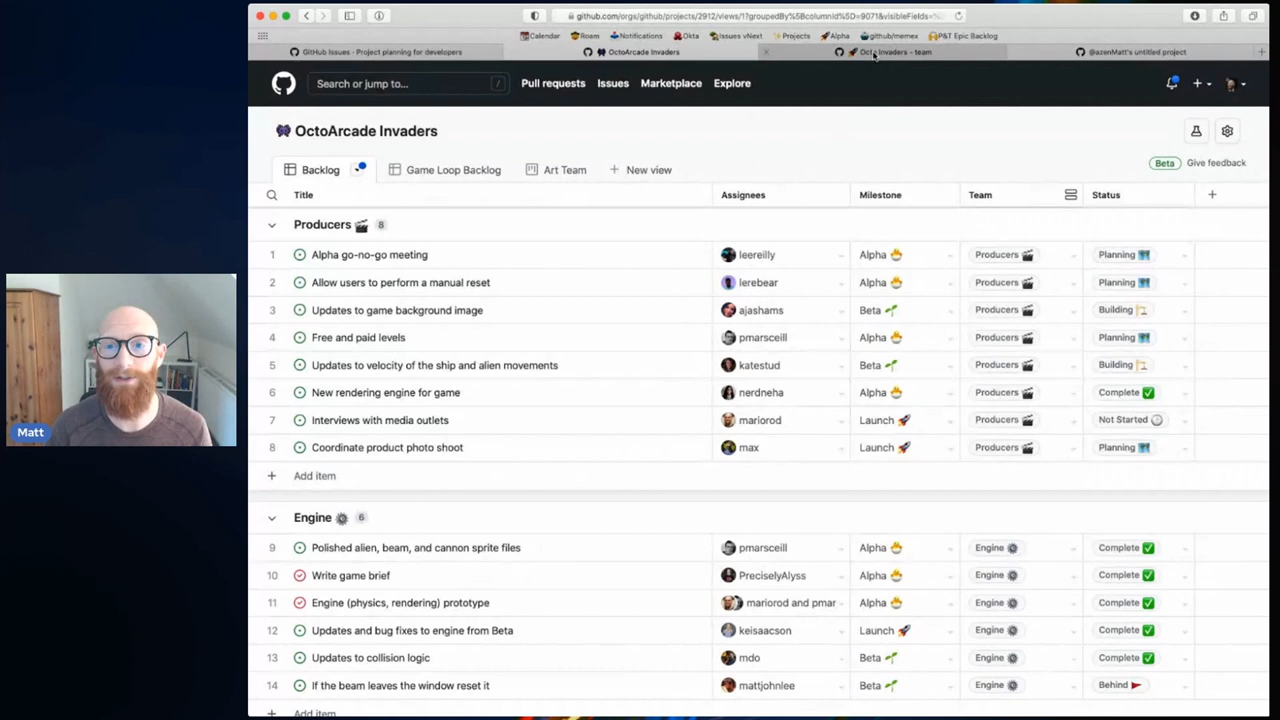 github.com/orgs/github/projects/2912/views/1?groupedBy%5BcolumnId%5D=9071&visibleFields=%
Calendar Roam Notifications Okta Issues vNext Projects Alpha github/memex P&T Epic Backlog
GitHub Issues - Project planning for developers
OctoArcade Invaders
Octo Invaders - team
@azenMatt's untitled project
Search or jump to... /
Pull requests Issues Marketplace Explore
OctoArcade Invaders
Backlog Game Loop Backlog Art Team + New view
Beta Give feedback
Title Assignees Milestone Team Status +
Producers 🎬 8
1 Alpha go-no-go meeting leereilly Alpha 🐣 Producers 🎬 Planning 🗺️
2 Allow users to perform a manual reset lerebear Alpha 🐣 Producers 🎬 Planning 🗺️
3 Updates to game background image ajashams Beta 🌱 Producers 🎬 Building 🏗️
4 Free and paid levels pmarsceill Alpha 🐣 Producers 🎬 Planning 🗺️
5 Updates to velocity of the ship and alien movements katestud Beta 🌱 Producers 🎬 Building 🏗️
6 New rendering engine for game nerdneha Alpha 🐣 Producers 🎬 Complete ✅
7 Interviews with media outlets mariorod Launch 🚀 Producers 🎬 Not Started 🕑
8 Coordinate product photo shoot max Launch 🚀 Producers 🎬 Planning 🗺️
+ Add item
Engine ⚙️ 6
9 Polished alien, beam, and cannon sprite files pmarsceill Alpha 🐣 Engine ⚙️ Complete ✅
10 Write game brief PreciselyAlyss Alpha 🐣 Engine ⚙️ Complete ✅
11 Engine (physics, rendering) prototype mariorod and pmar Alpha 🐣 Engine ⚙️ Complete ✅
12 Updates and bug fixes to engine from Beta keisaacson Launch 🚀 Engine ⚙️ Complete ✅
13 Updates to collision logic mdo Beta 🌱 Engine ⚙️ Complete ✅
14 If the beam leaves the window reset it mattjohnlee Beta 🌱 Engine ⚙️ Behind 🚩
+ Add item
Matt